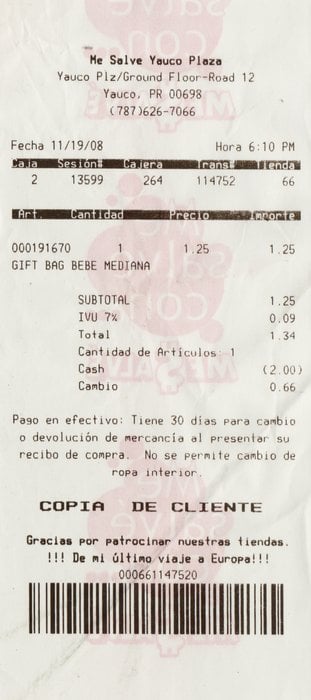 Me Salve Yauco Plaza
Yauco Plz/Ground Floor-Road 12
Yauco, PR 00698
(787)626-7066
Fecha 11/19/08 Hora 6:10 PM
Caja Sesión# Cajera Trans# Tienda
2 13599 264 114752 66
Art. Cantidad Precio Importe
000191670 1 1.25 1.25
GIFT BAG BEBE MEDIANA
SUBTOTAL 1.25
IVU 7% 0.09
Total 1.34
Cantidad de Artículos: 1
Cash (2.00)
Cambio 0.66
Pago en efectivo: Tiene 30 días para cambio
o devolución de mercancía al presentar su
recibo de compra. No se permite cambio de
ropa interior.
COPIA DE CLIENTE
Gracias por patrocinar nuestras tiendas.
!!! De mi último viaje a Europa!!!
000661147520